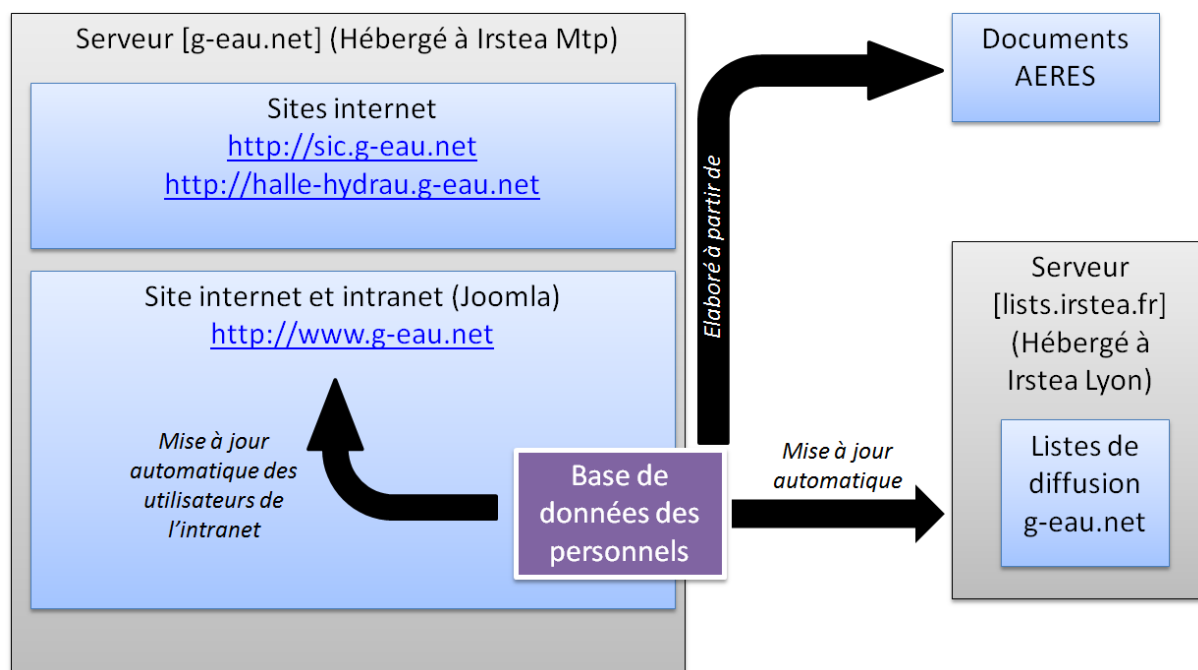 Serveur [g-eau.net] (Hébergé à Irstea Mtp)
Sites internet
http://sic.g-eau.net
http://halle-hydrau.g-eau.net
Site internet et intranet (Joomla)
http://www.g-eau.net
Mise à jour
automatique des
utilisateurs de
l’intranet
Base de
données des
personnels
Elaboré à partir de
Documents
AERES
Mise à jour
automatique
Serveur
[lists.irstea.fr]
(Hébergé à
Irstea Lyon)
Listes de
diffusion
g-eau.net